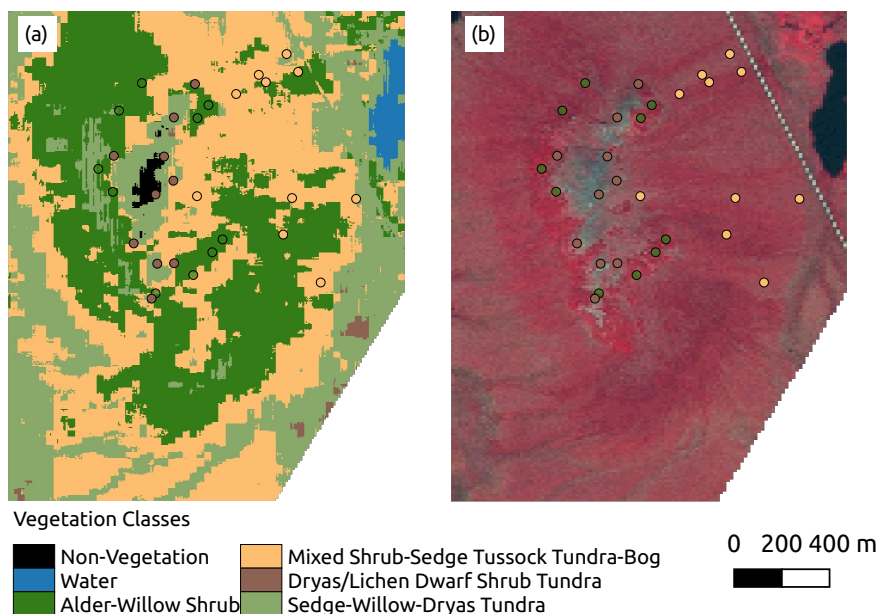 (a)
(b)
Vegetation Classes
Non-Vegetation
Water
Alder-Willow Shrub
Mixed Shrub-Sedge Tussock Tundra-Bog
Dryas/Lichen Dwarf Shrub Tundra
Sedge-Willow-Dryas Tundra
0 200 400 m